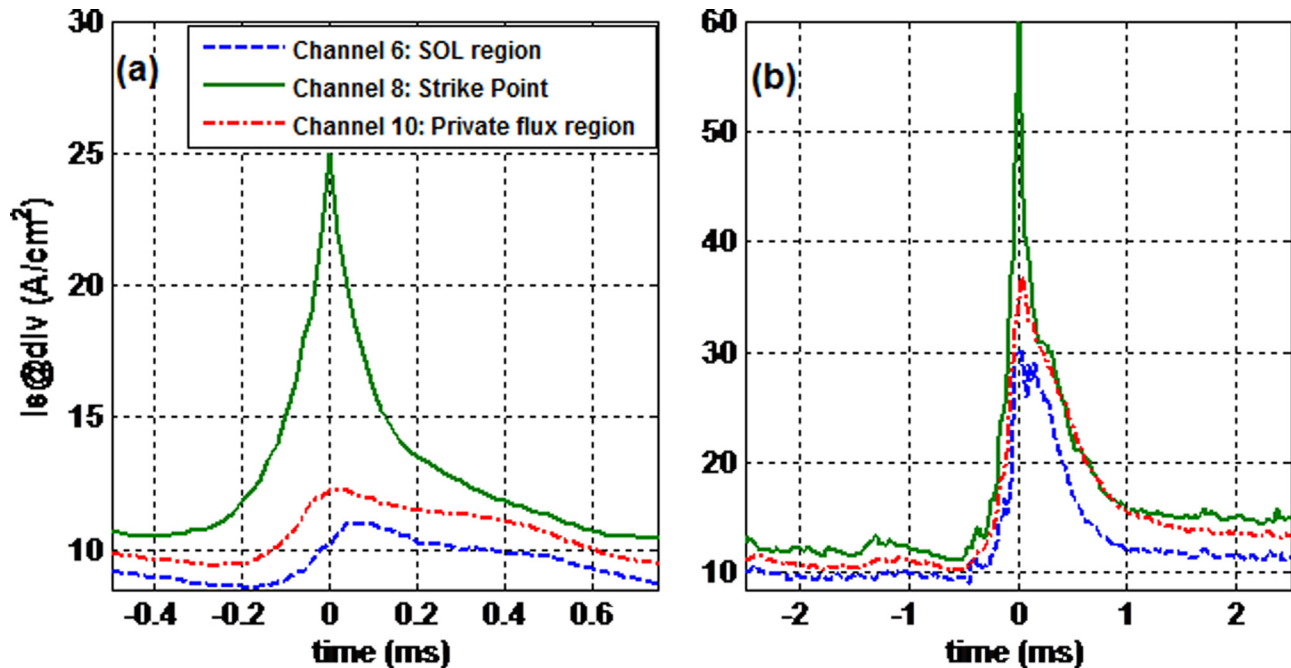 (a)
Channel 6: SOL region
Channel 8: Strike Point
Channel 10: Private flux region
30
25
20
15
10
Is@div (A/cm²)
-0.4 -0.2 0 0.2 0.4 0.6
time (ms)
(b)
60
50
40
30
20
10
-2 -1 0 1 2
time (ms)